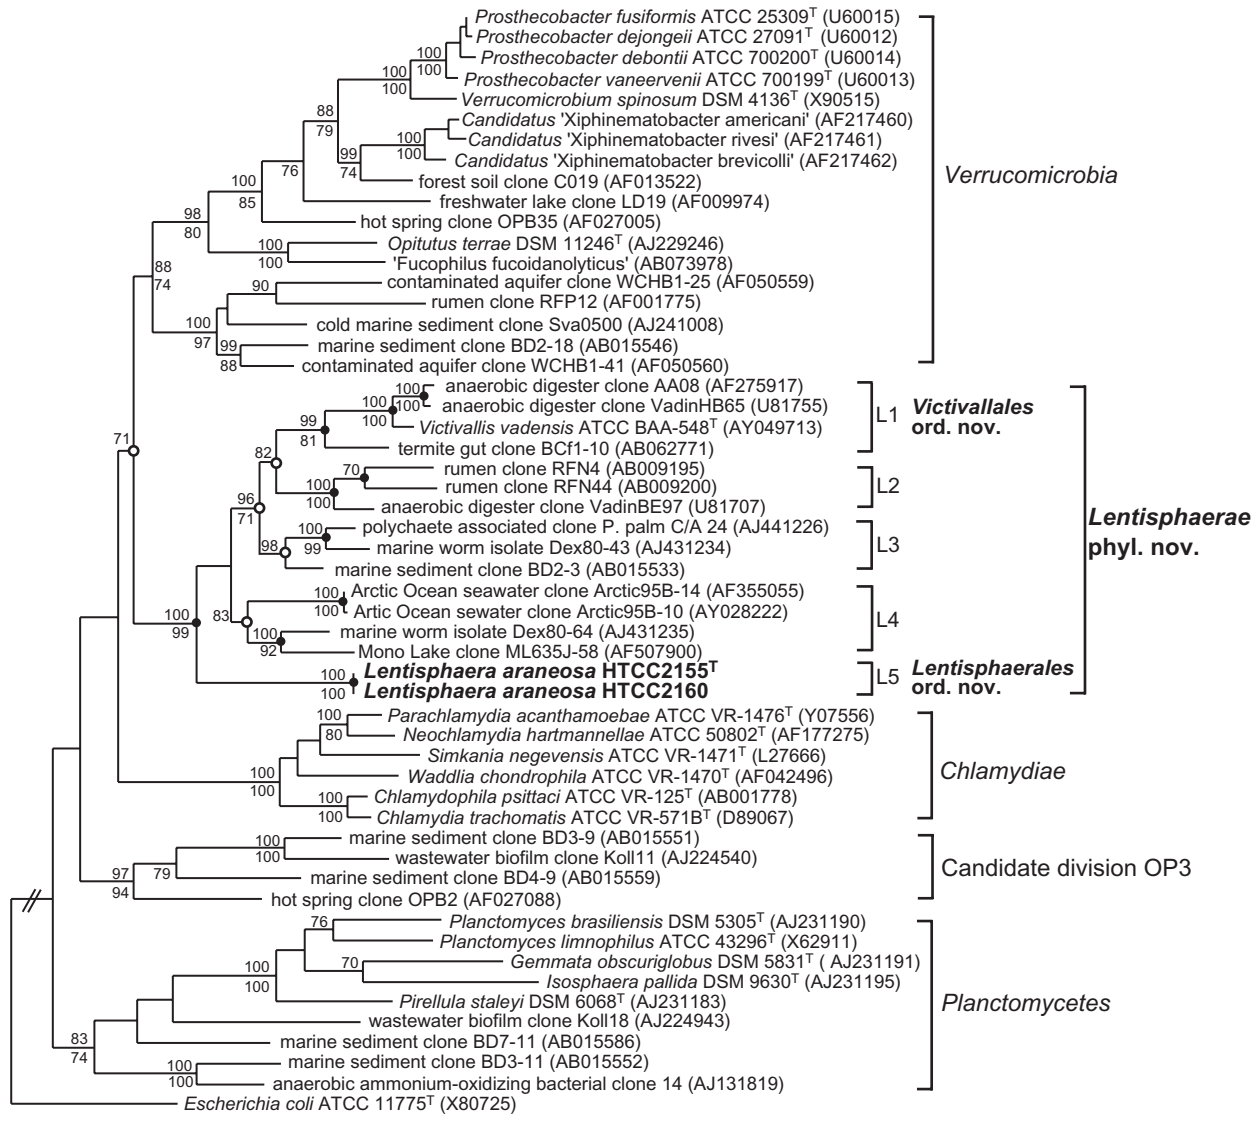 Prosthecobacter fusiformis ATCC 25309T (U60015)
Prosthecobacter dejongeii ATCC 27091T (U60012)
Prosthecobacter debontii ATCC 700200T (U60014)
100
100
Prosthecobacter vaneervenii ATCC 700199T (U60013)
100
100
Verrucomicrobium spinosum DSM 4136T (X90515)
88
79
Candidatus 'Xiphinematobacter americani' (AF217460)
Candidatus 'Xiphinematobacter rivesi' (AF217461)
100
100
Candidatus 'Xiphinematobacter brevicolli' (AF217462)
99
74
forest soil clone C019 (AF013522)
76
freshwater lake clone LD19 (AF009974)
100
85
hot spring clone OPB35 (AF027005)
98
80
Opitutus terrae DSM 11246T (AJ229246)
100
100
'Fucophilus fucoidanolyticus' (AB073978)
88
74
contaminated aquifer clone WCHB1-25 (AF050559)
90
rumen clone RFP12 (AF001775)
cold marine sediment clone Sva0500 (AJ241008)
100
97
marine sediment clone BD2-18 (AB015546)
99
88
contaminated aquifer clone WCHB1-41 (AF050560)
Verrucomicrobia
anaerobic digester clone AA08 (AF275917)
100
100
anaerobic digester clone VadinHB65 (U81755)
100
100
Victivallis vadensis ATCC BAA-548T (AY049713)
99
81
termite gut clone BCf1-10 (AB062771)
L1
Victivallales
ord. nov.
71
82
rumen clone RFN4 (AB009195)
70
rumen clone RFN44 (AB009200)
100
100
anaerobic digester clone VadinBE97 (U81707)
L2
96
71
polychaete associated clone P. palm C/A 24 (AJ441226)
100
99
marine worm isolate Dex80-43 (AJ431234)
98
marine sediment clone BD2-3 (AB015533)
L3
Lentisphaerae
phyl. nov.
Arctic Ocean seawater clone Arctic95B-14 (AF355055)
100
100
Artic Ocean sewater clone Arctic95B-10 (AY028222)
100
99
83
marine worm isolate Dex80-64 (AJ431235)
100
92
Mono Lake clone ML635J-58 (AF507900)
L4
Lentisphaera araneosa HTCC2155T
100
100
Lentisphaera araneosa HTCC2160
L5
Lentisphaerales
ord. nov.
Parachlamydia acanthamoebae ATCC VR-1476T (Y07556)
100
80
Neochlamydia hartmannellae ATCC 50802T (AF177275)
Simkania negevensis ATCC VR-1471T (L27666)
Waddlia chondrophila ATCC VR-1470T (AF042496)
100
100
Chlamydophila psittaci ATCC VR-125T (AB001778)
100
100
Chlamydia trachomatis ATCC VR-571BT (D89067)
Chlamydiae
marine sediment clone BD3-9 (AB015551)
100
100
wastewater biofilm clone Koll11 (AJ224540)
79
marine sediment clone BD4-9 (AB015559)
97
94
hot spring clone OPB2 (AF027088)
Candidate division OP3
Planctomyces brasiliensis DSM 5305T (AJ231190)
76
Planctomyces limnophilus ATCC 43296T (X62911)
Gemmata obscuriglobus DSM 5831T ( AJ231191)
70
Isosphaera pallida DSM 9630T (AJ231195)
100
100
Pirellula staleyi DSM 6068T (AJ231183)
wastewater biofilm clone Koll18 (AJ224943)
marine sediment clone BD7-11 (AB015586)
83
74
marine sediment clone BD3-11 (AB015552)
100
100
anaerobic ammonium-oxidizing bacterial clone 14 (AJ131819)
Planctomycetes
Escherichia coli ATCC 11775T (X80725)